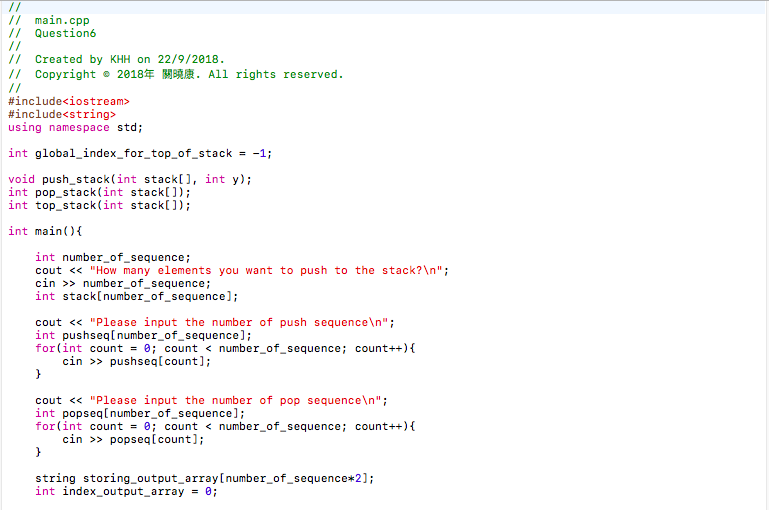 //
//  main.cpp
//  Question6
//
//  Created by KHH on 22/9/2018.
//  Copyright © 2018年 關曉康. All rights reserved.
//
#include<iostream>
#include<string>
using namespace std;

int global_index_for_top_of_stack = -1;

void push_stack(int stack[], int y);
int pop_stack(int stack[]);
int top_stack(int stack[]);

int main(){

    int number_of_sequence;
    cout << "How many elements you want to push to the stack?\n";
    cin >> number_of_sequence;
    int stack[number_of_sequence];

    cout << "Please input the number of push sequence\n";
    int pushseq[number_of_sequence];
    for(int count = 0; count < number_of_sequence; count++){
        cin >> pushseq[count];
    }

    cout << "Please input the number of pop sequence\n";
    int popseq[number_of_sequence];
    for(int count = 0; count < number_of_sequence; count++){
        cin >> popseq[count];
    }

    string storing_output_array[number_of_sequence*2];
    int index_output_array = 0;